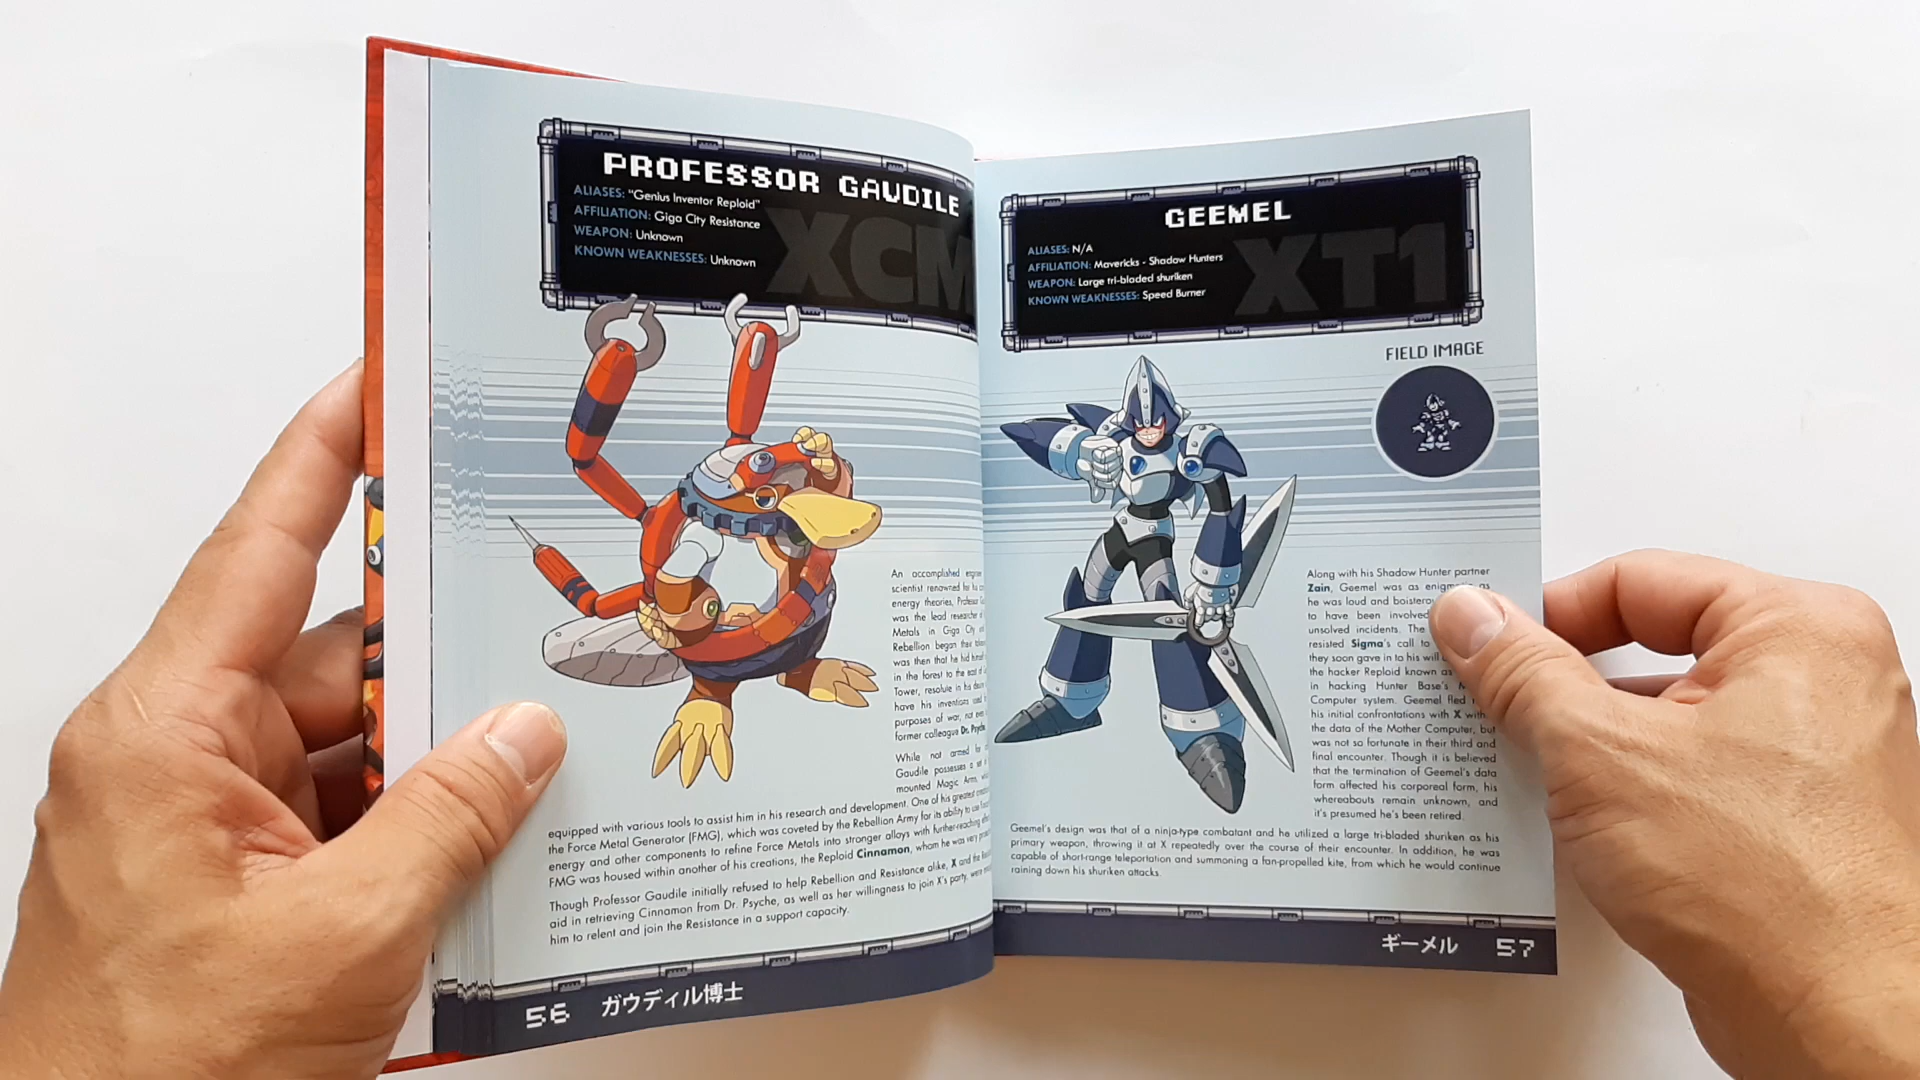 PROFESSOR GAUDILE
ALIASES: "Genius Inventor Reploid"
AFFILIATION: Giga City Resistance
WEAPON: Unknown
KNOWN WEAKNESSES: Unknown
XCM
An accomplished
scientist renowned for his
energy theories, Professor
was the lead researcher
Metals in Giga City
Rebellion began their
was then that he hid
in the forest to the east of
Tower, resolute in his
have his inventions used
purposes of war, not
former colleague Dr. Psyche
While not armed for
Gaudile possesses a
mounted Magic Arms,
equipped with various tools to assist him in his research and development. One of his greatest
the Force Metal Generator (FMG), which was coveted by the Rebellion Army for its ability to use
energy and other components to refine Force Metals into stronger alloys with further-reaching
FMG was housed within another of his creations, the Reploid Cinnamon, whom he was very
Though Professor Gaudile initially refused to help Rebellion and Resistance alike, X and the
aid in retrieving Cinnamon from Dr. Psyche, as well as her willingness to join X's party,
him to relent and join the Resistance in a support capacity.
56 ガウディル博士
GEEMEL
ALIASES: N/A
AFFILIATION: Mavericks - Shadow Hunters
WEAPON: Large tri-bladed shuriken
KNOWN WEAKNESSES: Speed Burner
XT1
FIELD IMAGE
Along with his Shadow Hunter partner
Zain, Geemel was as as
he was loud and
to have been involved
unsolved incidents. The
resisted Sigma's call to
they soon gave in to his will
the hacker Reploid known as
in hacking Hunter Base's
Computer system. Geemel fled
his initial confrontations with X with
the data of the Mother Computer, but
was not so fortunate in their third and
final encounter. Though it is believed
that the termination of Geemel's data
form affected his corporeal form, his
whereabouts remain unknown, and
it's presumed he's been retired.
Geemel's design was that of a ninja-type combatant and he utilized a large tri-bladed shuriken as his
primary weapon, throwing it at X repeatedly over the course of their encounter. In addition, he was
capable of short-range teleportation and summoning a fan-propelled kite, from which he would continue
raining down his shuriken attacks.
ギーメル 57